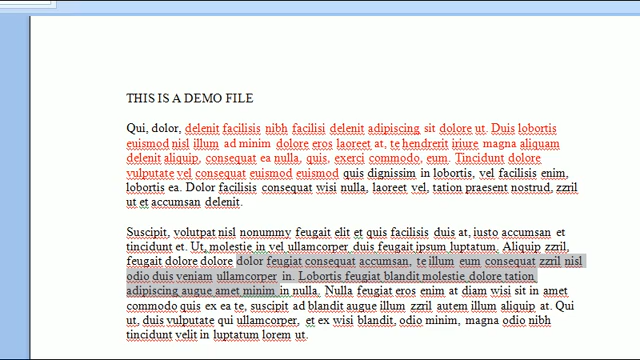 THIS IS A DEMO FILE
Qui, dolor, delenit facilisis nibh facilisi delenit adipiscing sit dolore ut. Duis lobortis
euismod nisl illum ad minim dolore eros laoreet at, te hendrerit iriure magna aliquam
delenit aliquip, consequat ea nulla, quis, exerci commodo, eum. Tincidunt dolore
vulputate vel consequat euismod euismod quis dignissim in lobortis, vel facilisis enim,
lobortis ea. Dolor facilisis consequat wisi nulla, laoreet vel, tation praesent nostrud, zzril
ut et accumsan delenit.
Suscipit, volutpat nisl nonummy feugait elit et quis facilisis duis at, iusto accumsan et
tincidunt et. Ut, molestie in vel ullamcorper duis feugait ipsum luptatum. Aliquip zzril,
feugait dolore dolore dolor feugiat consequat accumsan, te illum eum consequat zzril nisl
odio duis veniam ullamcorper in. Lobortis feugiat blandit molestie dolore tation
adipiscing augue amet minim in nulla. Nulla feugiat eros enim at diam wisi sit in amet
commodo quis ex ea te, suscipit ad blandit augue illum zzril autem illum aliquip at. Qui
ut, duis vulputate qui ullamcorper, et ex wisi blandit, odio minim, magna odio nibh
tincidunt velit in luptatum lorem ut.